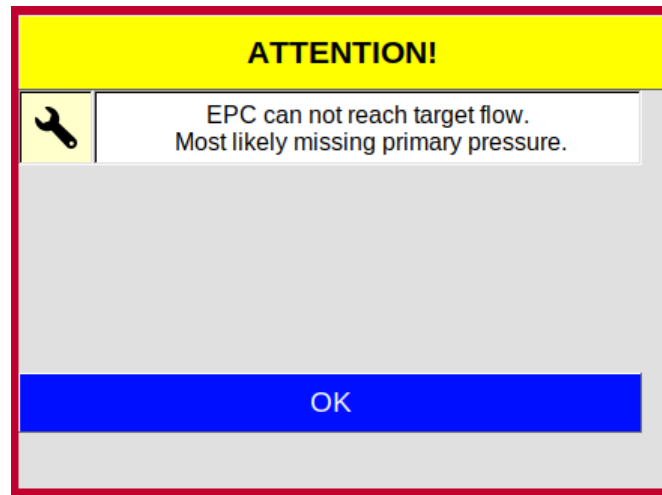 ATTENTION!
EPC can not reach target flow.
Most likely missing primary pressure.
OK